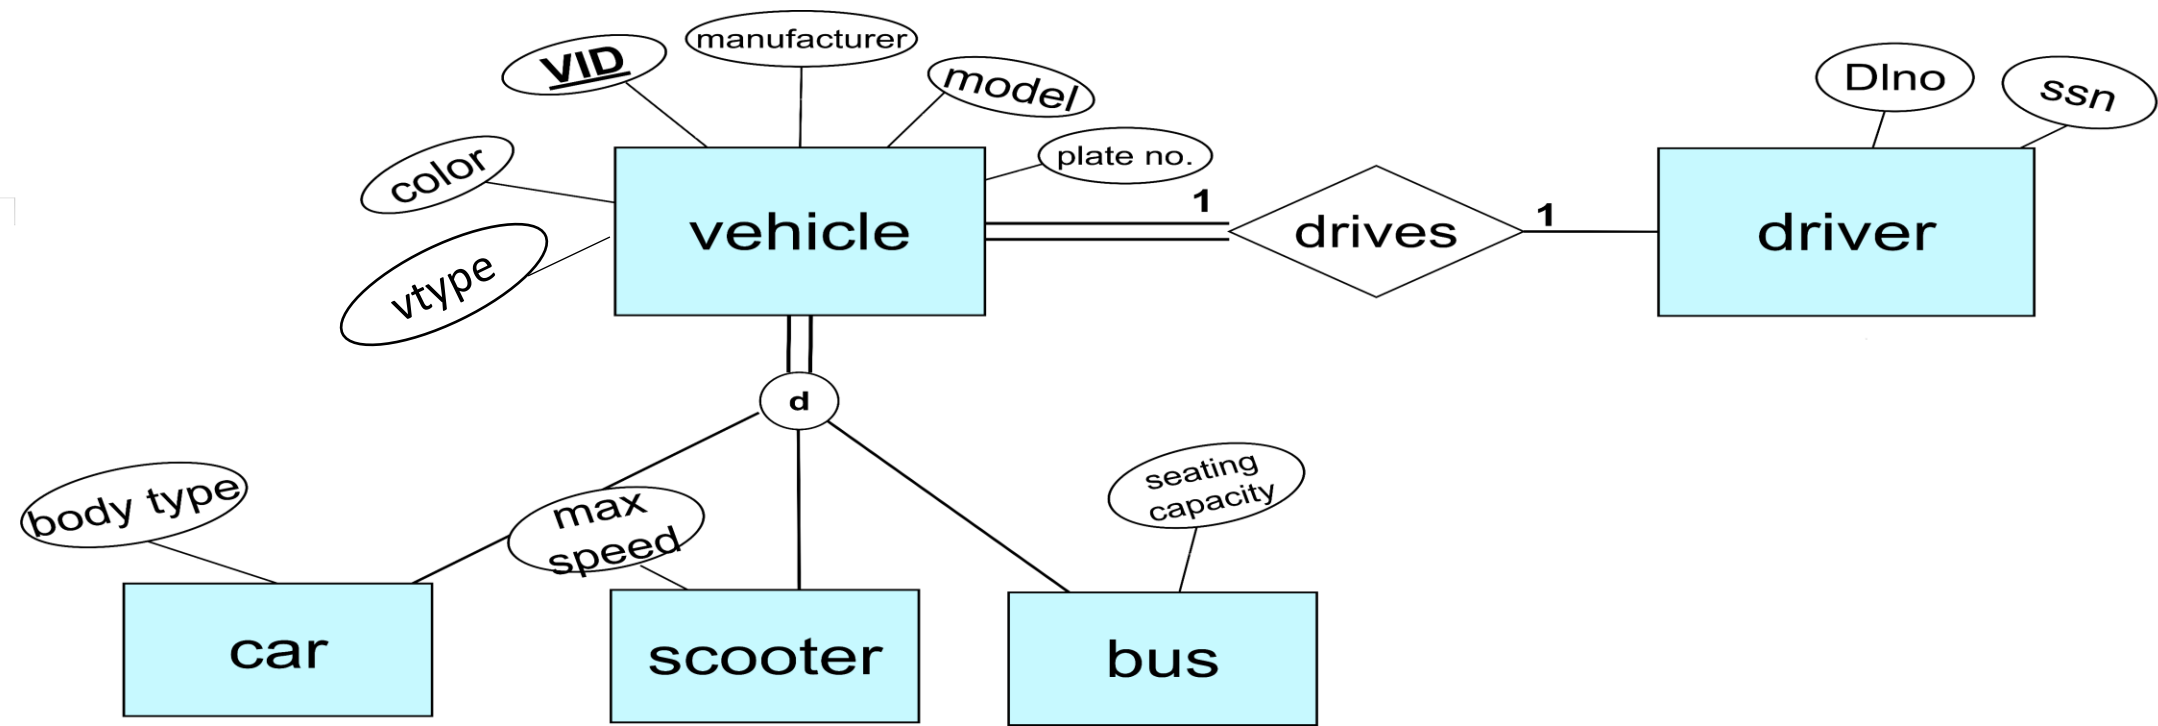 VID
manufacturer
model
plate no.
color
vtype
vehicle
1
drives
1
driver
Dlno
ssn
d
body type
max
speed
seating
capacity
car
scooter
bus